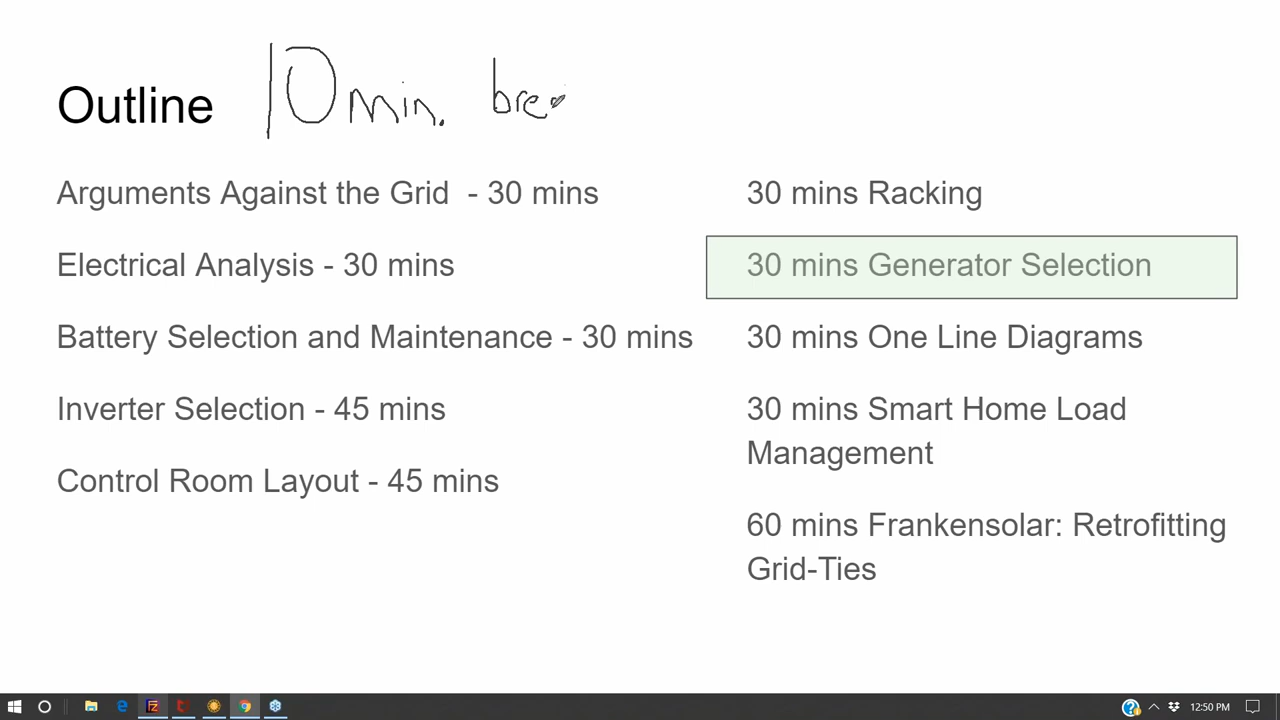 Outline 10 min.
Arguments Against the Grid - 30 mins
Electrical Analysis - 30 mins
Battery Selection and Maintenance - 30 mins
Inverter Selection - 45 mins
Control Room Layout - 45 mins
30 mins Racking
30 mins Generator Selection
30 mins One Line Diagrams
30 mins Smart Home Load
Management
60 mins Frankensolar: Retrofitting
Grid-Ties
12:50 PM